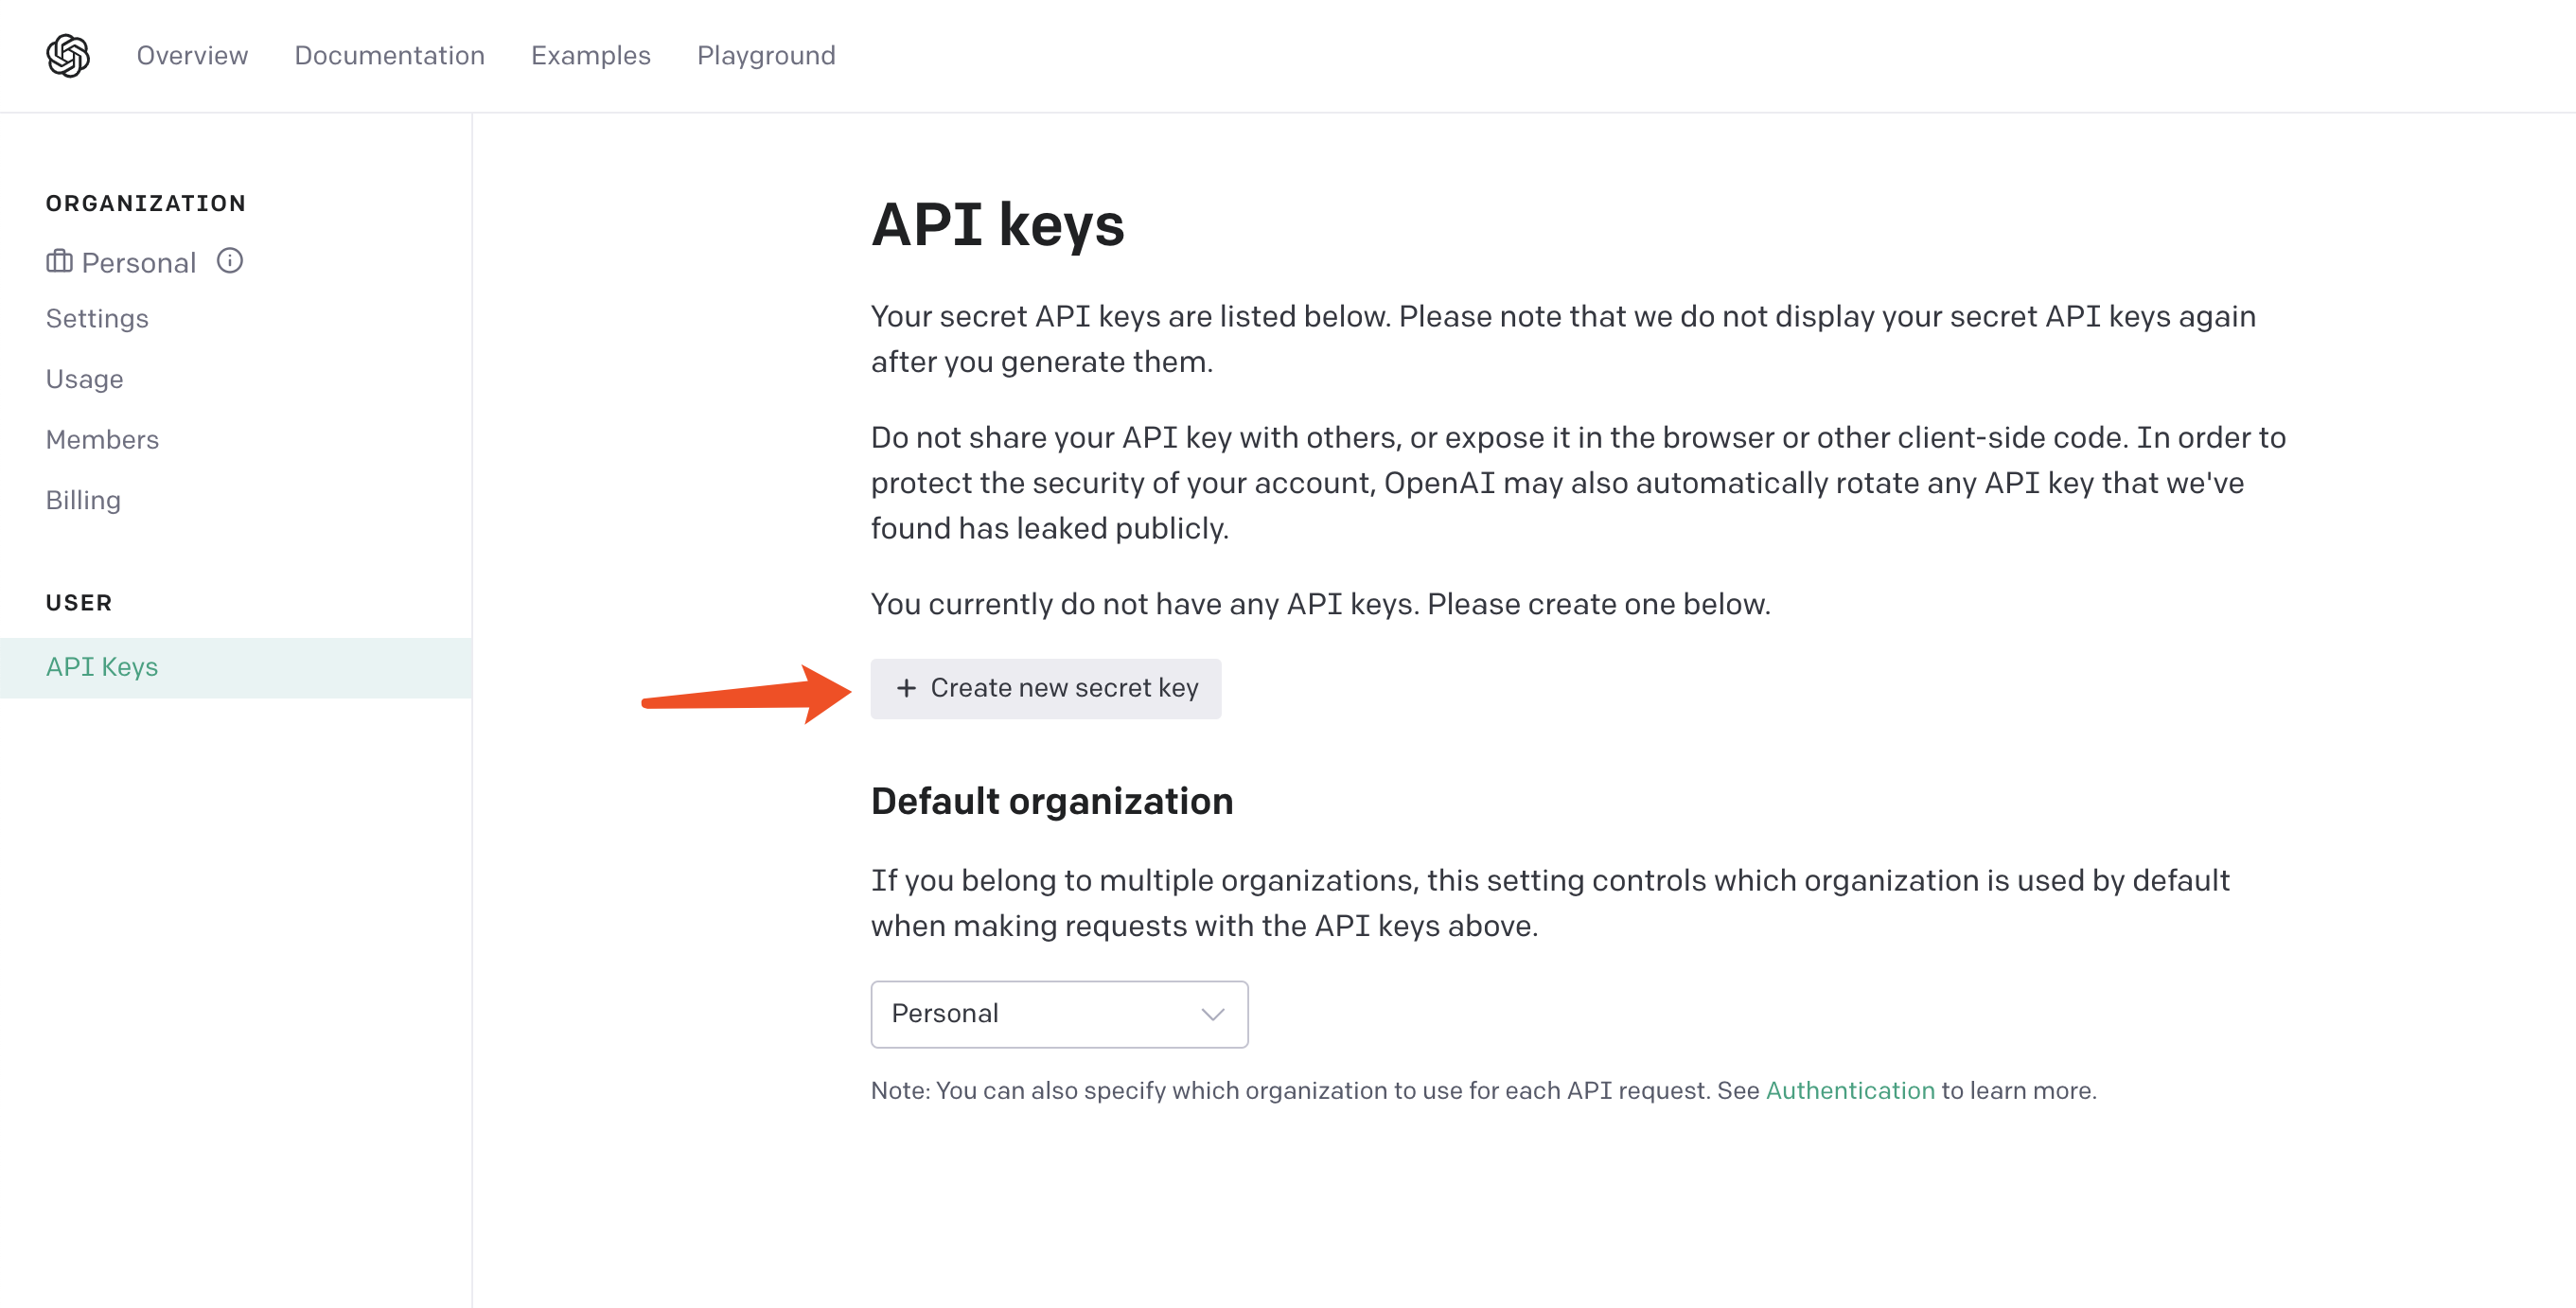 Overview Documentation Examples Playground
ORGANIZATION
Personal
Settings
Usage
Members
Billing
USER
API Keys
API keys
Your secret API keys are listed below. Please note that we do not display your secret API keys again
after you generate them.
Do not share your API key with others, or expose it in the browser or other client-side code. In order to
protect the security of your account, OpenAI may also automatically rotate any API key that we've
found has leaked publicly.
You currently do not have any API keys. Please create one below.
+ Create new secret key
Default organization
If you belong to multiple organizations, this setting controls which organization is used by default
when making requests with the API keys above.
Personal
Note: You can also specify which organization to use for each API request. See Authentication to learn more.